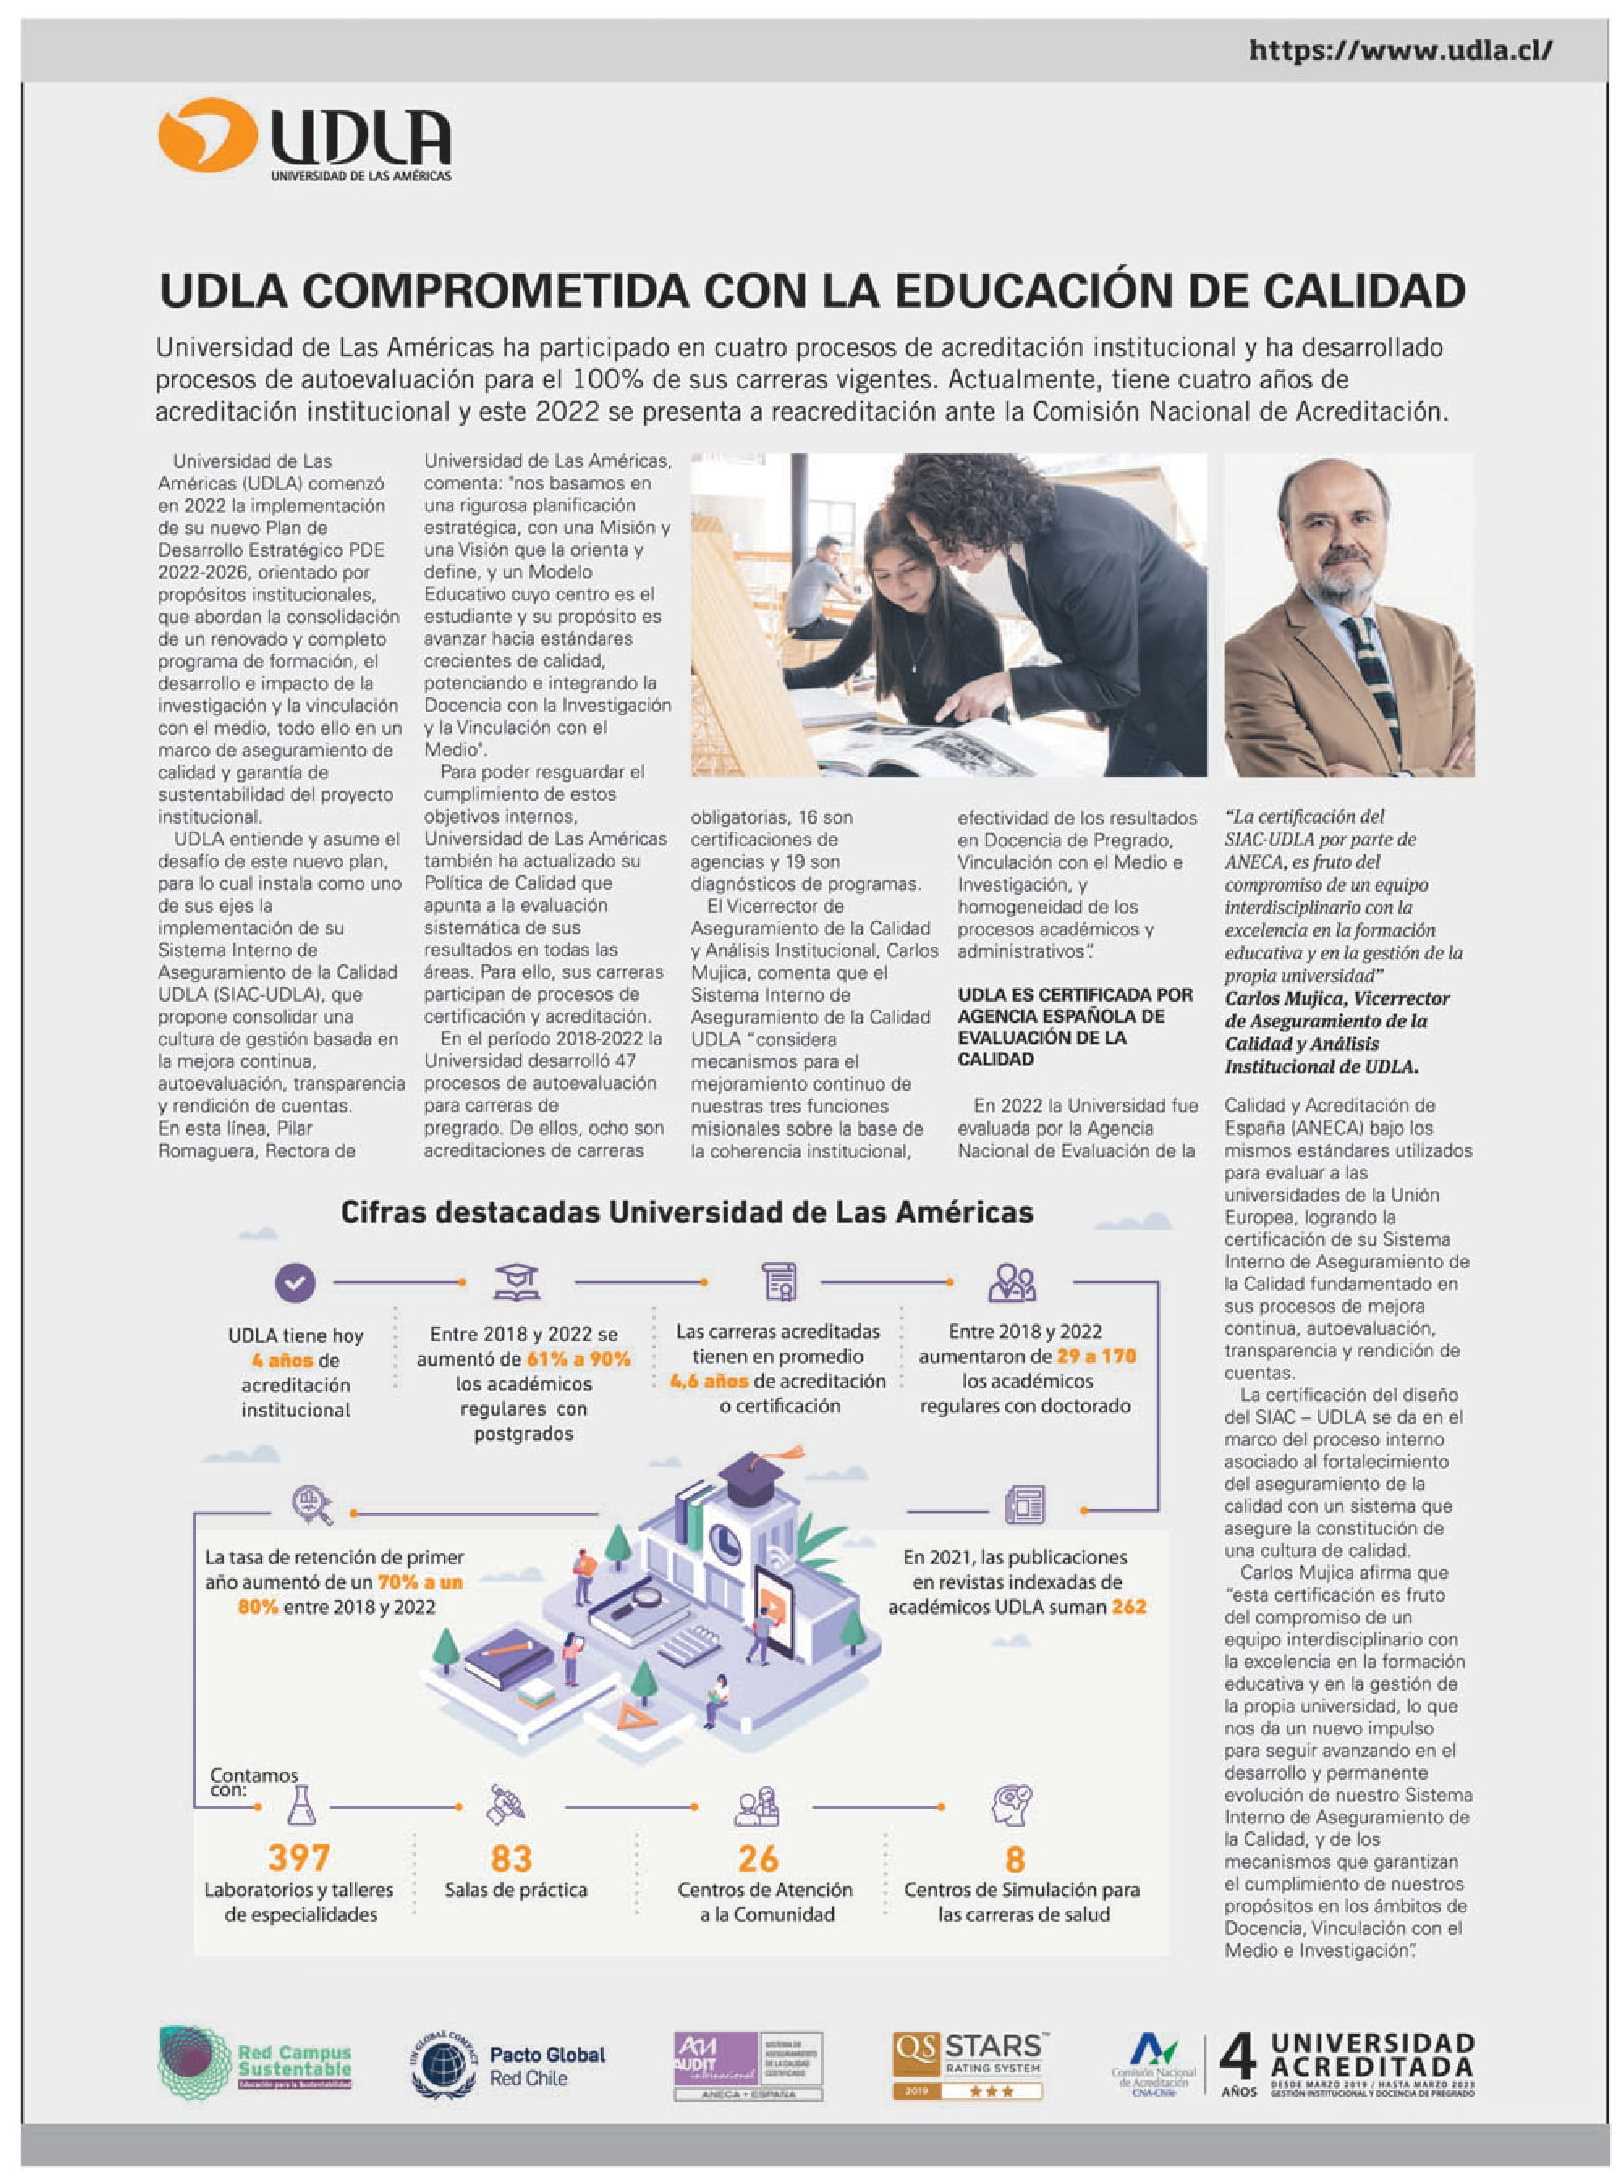 https://www.udla.cl/
UDLA
UNIVERSIDAD DE LAS AMÉRICAS
UDLA COMPROMETIDA CON LA EDUCACIÓN DE CALIDAD
Universidad de Las Américas ha participado en cuatro procesos de acreditación institucional y ha desarrollado
procesos de autoevaluación para el 100% de sus carreras vigentes. Actualmente, tiene cuatro años de
acreditación institucional y este 2022 se presenta a reacreditación ante la Comisión Nacional de Acreditación.
Universidad de Las
Américas (UDLA) comenzó
en 2022 la implementación
de su nuevo Plan de
Desarrollo Estratégico PDE
2022-2026, orientado por
propósitos institucionales,
que abordan la consolidación
de un renovado y completo
programa de formación, el
desarrollo e impacto de la
investigación y la vinculación
con el medio, todo ello en un
marco de aseguramiento de
calidad y garantía de
sustentabilidad del proyecto
institucional.
UDLA entiende y asume el
desafío de este nuevo plan,
para lo cual instala como uno
de sus ejes la
implementación de su
Sistema Interno de
Aseguramiento de la Calidad
UDLA (SIAC-UDLA), que
propone consolidar una
cultura de gestión basada en
la mejora continua,
autoevaluación, transparencia
y rendición de cuentas.
En esta línea, Pilar
Romaguera, Rectora de
Universidad de Las Américas,
comenta: "nos basamos en
una rigurosa planificación
estratégica, con una Misión y
una Visión que la orienta y
define, y un Modelo
Educativo cuyo centro es el
estudiante y su propósito es
avanzar hacia estándares
crecientes de calidad,
potenciando e integrando la
Docencia con la Investigación
y la Vinculación con el
Medio".
Para poder resguardar el
cumplimiento de estos
objetivos internos,
Universidad de Las Américas
también ha actualizado su
Política de Calidad que
apunta a la evaluación
sistemática de sus
resultados en todas las
áreas. Para ello, sus carreras
participan de procesos de
certificación y acreditación.
En el período 2018-2022 la
Universidad desarrolló 47
procesos de autoevaluación
para carreras de
pregrado. De ellos, ocho son
acreditaciones de carreras
obligatorias, 16 son
certificaciones de
agencias y 19 son
diagnósticos de programas.
El Vicerrector de
Aseguramiento de la Calidad
y Análisis Institucional, Carlos
Mujica, comenta que el
Sistema Interno de
Aseguramiento de la Calidad
UDLA "considera
mecanismos para el
mejoramiento continuo de
nuestras tres funciones
misionales sobre la base de
la coherencia institucional,
efectividad de los resultados
en Docencia de Pregrado,
Vinculación con el Medio e
Investigación, y
homogeneidad de los
procesos académicos y
administrativos".
UDLA ES CERTIFICADA POR
AGENCIA ESPAÑOLA DE
EVALUACIÓN DE LA
CALIDAD
En 2022 la Universidad fue
evaluada por la Agencia
Nacional de Evaluación de la
“La certificación del
SIAC-UDLA por parte de
ANECA, es fruto del
compromiso de un equipo
interdisciplinario con la
excelencia en la formación
educativa y en la gestión de la
propia universidad”
Carlos Mujica, Vicerrector
de Aseguramiento de la
Calidad y Análisis
Institucional de UDLA.
Calidad y Acreditación de
España (ANECA) bajo los
mismos estándares utilizados
para evaluar a las
universidades de la Unión
Europea, logrando la
certificación de su Sistema
Interno de Aseguramiento de
la Calidad fundamentado en
sus procesos de mejora
continua, autoevaluación,
transparencia y rendición de
cuentas.
La certificación del diseño
del SIAC – UDLA se da en el
marco del proceso interno
asociado al fortalecimiento
del aseguramiento de la
calidad con un sistema que
asegure la constitución de
una cultura de calidad.
Carlos Mujica afirma que
"esta certificación es fruto
del compromiso de un
equipo interdisciplinario con
la excelencia en la formación
educativa y en la gestión de
la propia universidad, lo que
nos da un nuevo impulso
para seguir avanzando en el
desarrollo y permanente
evolución de nuestro Sistema
Interno de Aseguramiento de
la Calidad, y de los
mecanismos que garantizan
el cumplimiento de nuestros
propósitos en los ámbitos de
Docencia, Vinculación con el
Medio e Investigación".
Cifras destacadas Universidad de Las Américas
UDLA tiene hoy
4 años de
acreditación
institucional
Entre 2018 y 2022 se
aumentó de 61% a 90%
los académicos
regulares con
postgrados
Las carreras acreditadas
tienen en promedio
4,6 años de acreditación
o certificación
Entre 2018 y 2022
aumentaron de 29 a 170
los académicos
regulares con doctorado
La tasa de retención de primer
año aumentó de un 70% a un
80% entre 2018 y 2022
En 2021, las publicaciones
en revistas indexadas de
académicos UDLA suman 262
Contamos
con:
397
Laboratorios y talleres
de especialidades
83
Salas de práctica
26
Centros de Atención
a la Comunidad
8
Centros de Simulación para
las carreras de salud
Red Campus
Sustentable
Educación para la Sustentabilidad
UN GLOBAL COMPACT
Pacto Global
Red Chile
AUDIT
internacional
SISTEMA DE
ASEGURAMIENTO
DE LA CALIDAD
CERTIFICADO
ANECA • ESPAÑA
QS STARS™
RATING SYSTEM
2019
Comisión Nacional
de Acreditación
CNA-Chile
4
AÑOS
UNIVERSIDAD
ACREDITADA
DESDE MARZO 2019 / HASTA MARZO 2023
GESTIÓN INSTITUCIONAL Y DOCENCIA DE PREGRADO